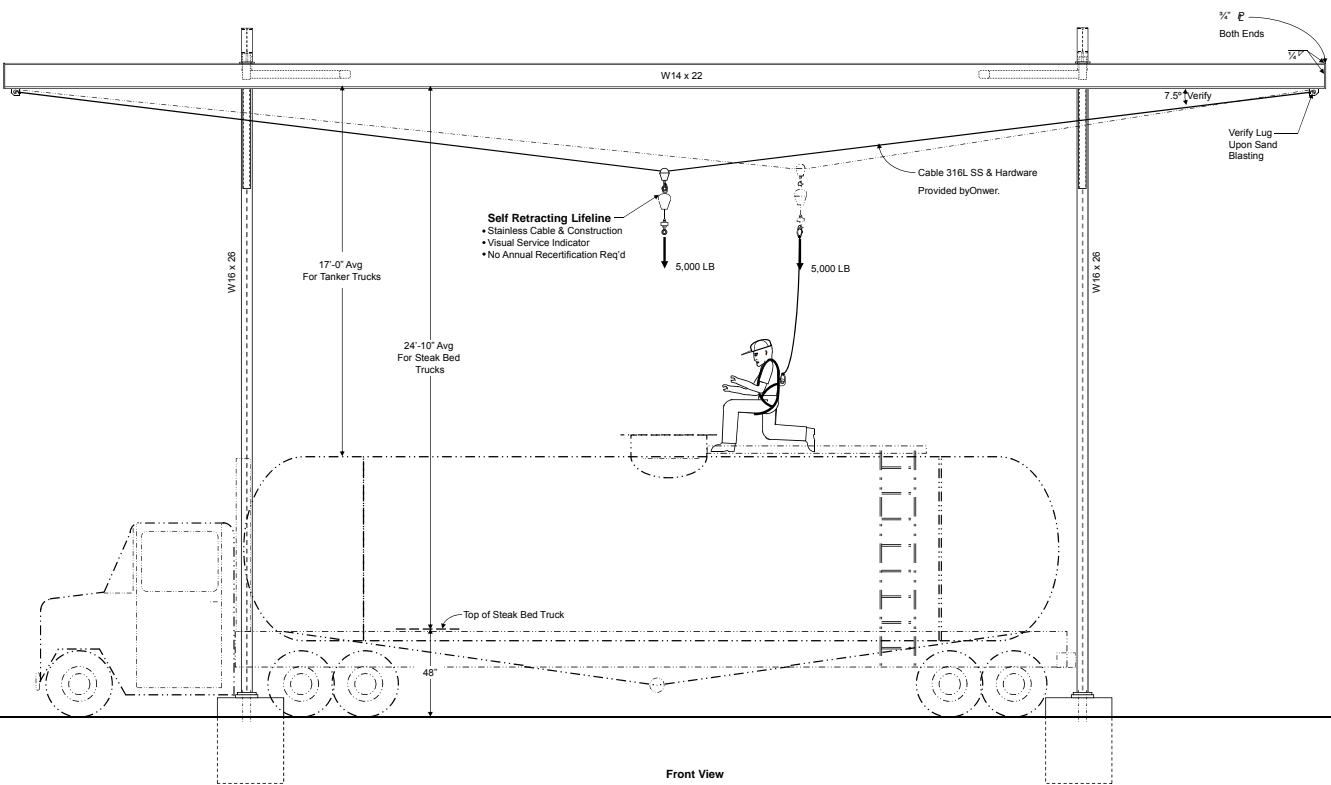 ¾" ℄
Both Ends
¼
W14 x 22
7.5º Verify
Verify Lug
Upon Sand
Blasting
Cable 316L SS & Hardware
Provided byOnwer.
Self Retracting Lifeline
• Stainless Cable & Construction
• Visual Service Indicator
• No Annual Recertification Req'd
5,000 LB
5,000 LB
W16 x 26
W16 x 26
17'-0" Avg
For Tanker Trucks
24'-10" Avg
For Steak Bed
Trucks
Top of Steak Bed Truck
48"
Front View